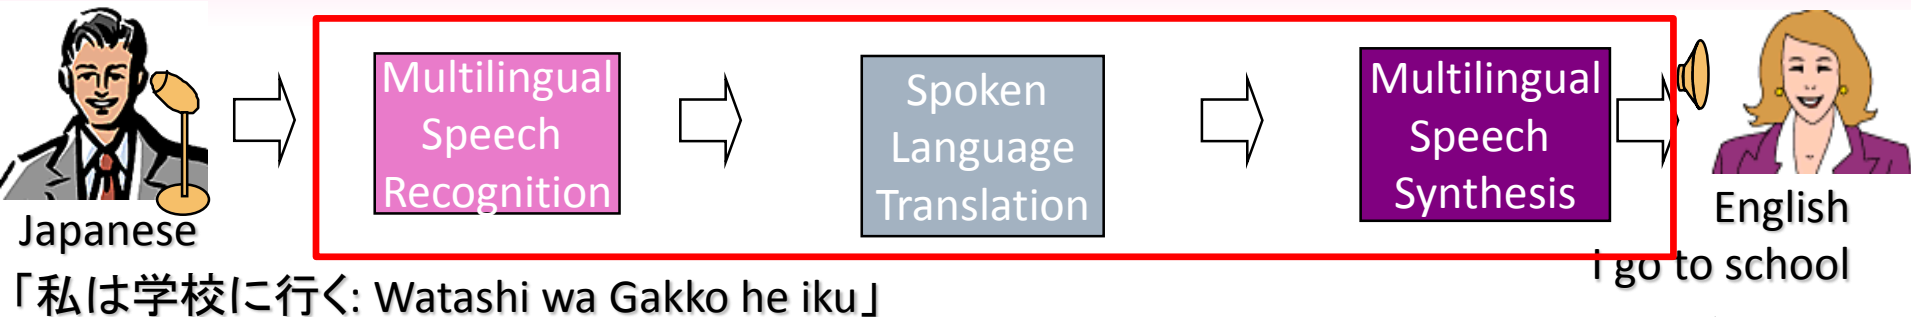 Multilingual
Speech
Recognition
Spoken
Language
Translation
Multilingual
Speech
Synthesis
Japanese
English
I go to school
「私は学校に行く: Watashi wa Gakko he iku」